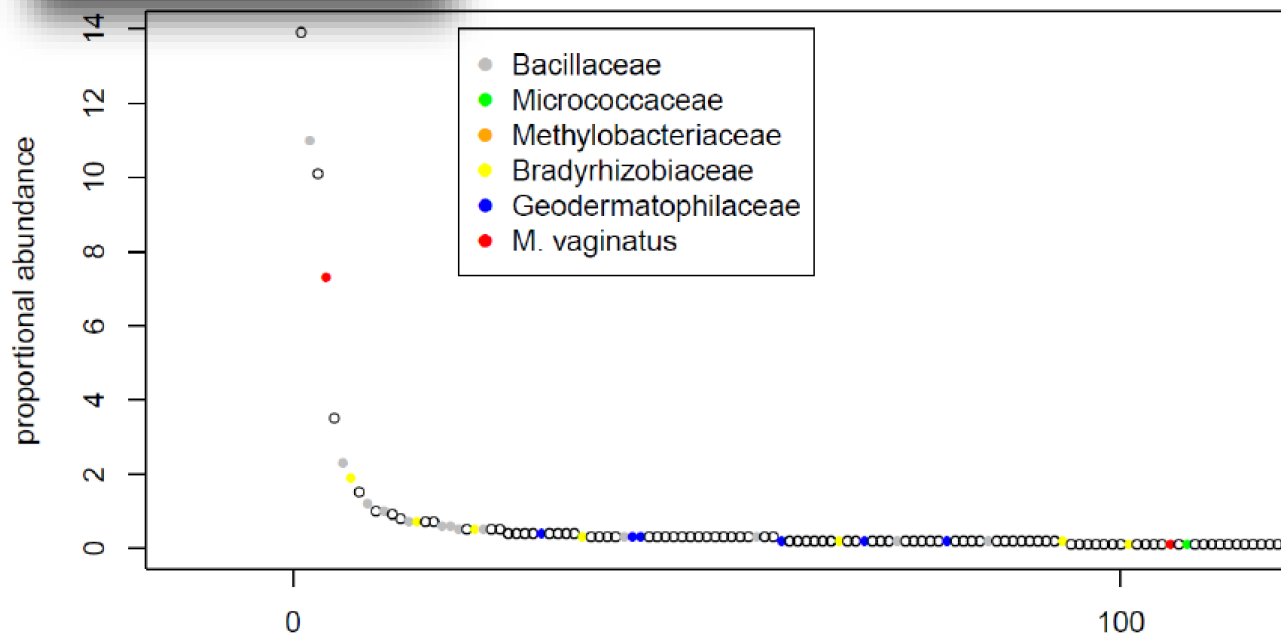 14
12
10
8
6
4
2
0
proportional abundance
Bacillaceae
Micrococcaceae
Methylobacteriaceae
Bradyrhizobiaceae
Geodermatophilaceae
M. vaginatus
0
100